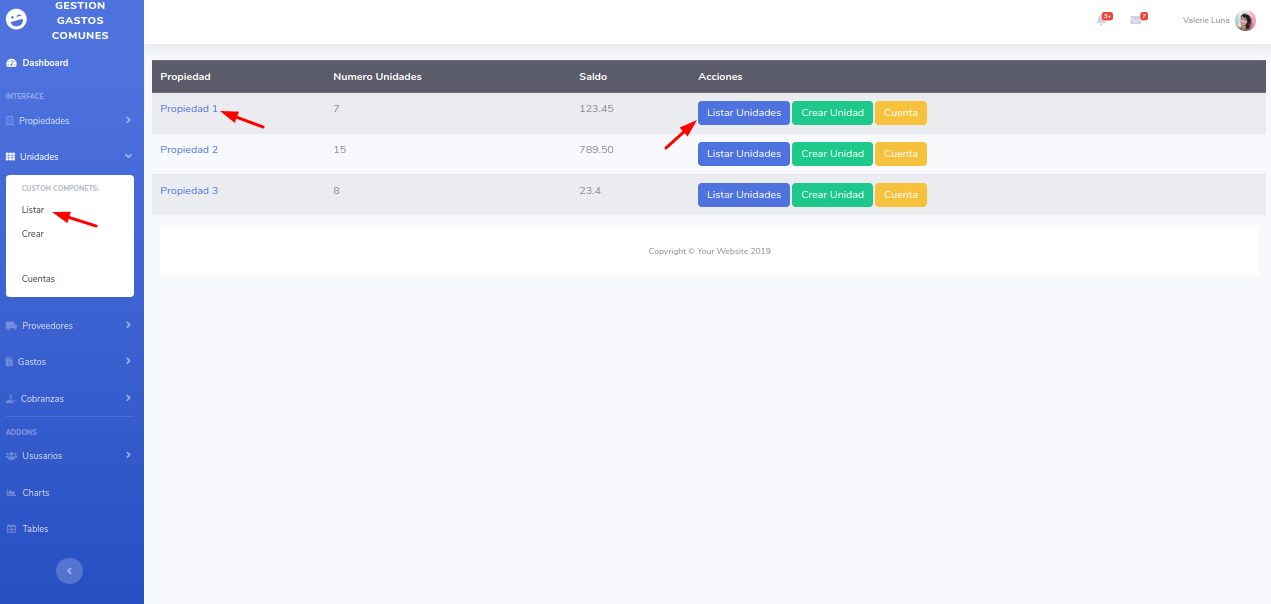 GESTION
GASTOS
COMUNES
Dashboard
INTERFACE
Propiedades
Unidades
CUSTOM COMPONETS:
Listar
Crear
Cuentas
Proveedores
Gastos
Cobranzas
ADDONS
Ususarios
Charts
Tables
3+ 7 Valerie Luna
Propiedad Numero Unidades Saldo Acciones
Propiedad 1 7 123.45 Listar Unidades Crear Unidad Cuenta
Propiedad 2 15 789.50 Listar Unidades Crear Unidad Cuenta
Propiedad 3 8 23.4 Listar Unidades Crear Unidad Cuenta
Copyright © Your Website 2019